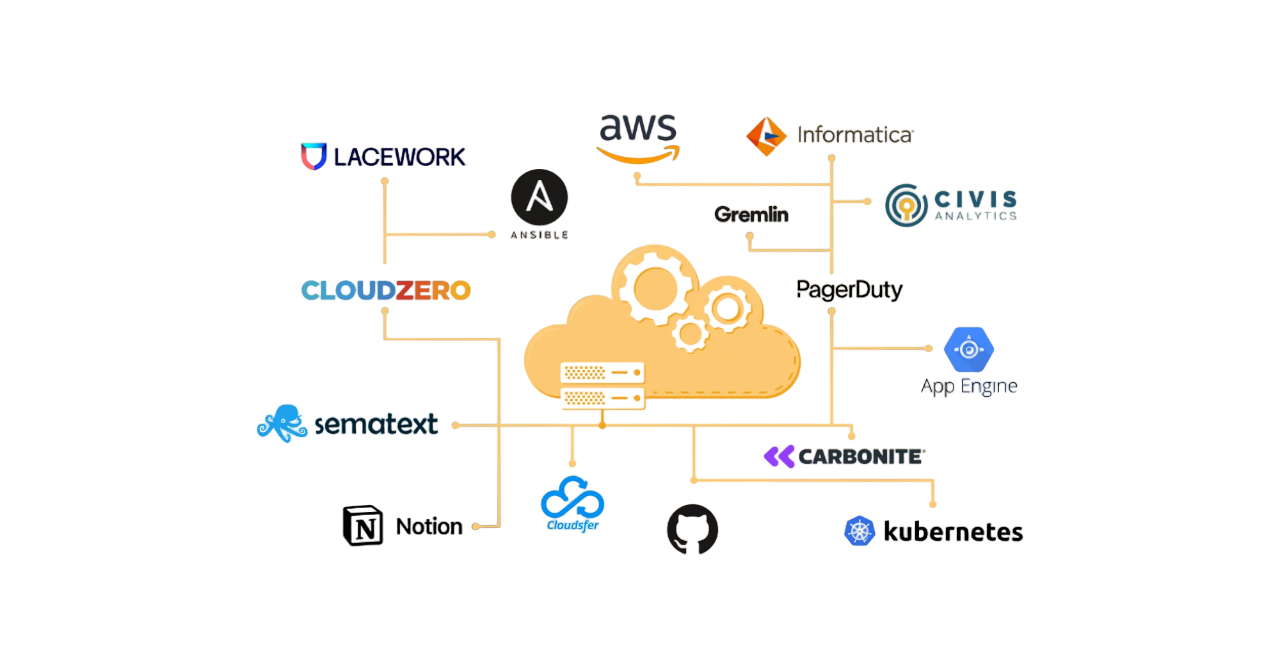 aws
Informatica
LACEWORK
CIVIS
ANALYTICS
Gremlin
ANSIBLE
CLOUDZERO
PagerDuty
App Engine
sematext
CARBONITE
Cloudsfer
N Notion
kubernetes